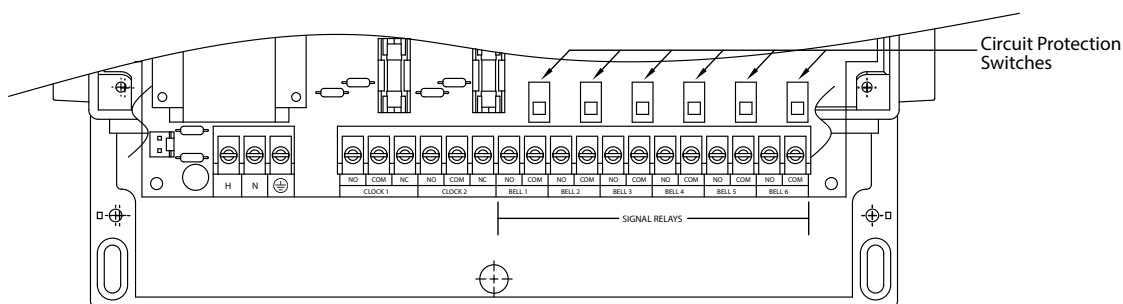 Circuit Protection
Switches
H N
NO COM NC NO COM NC NO COM NO COM NO COM NO COM NO COM NO COM
CLOCK 1 CLOCK 2 BELL 1 BELL 2 BELL 3 BELL 4 BELL 5 BELL 6
SIGNAL RELAYS